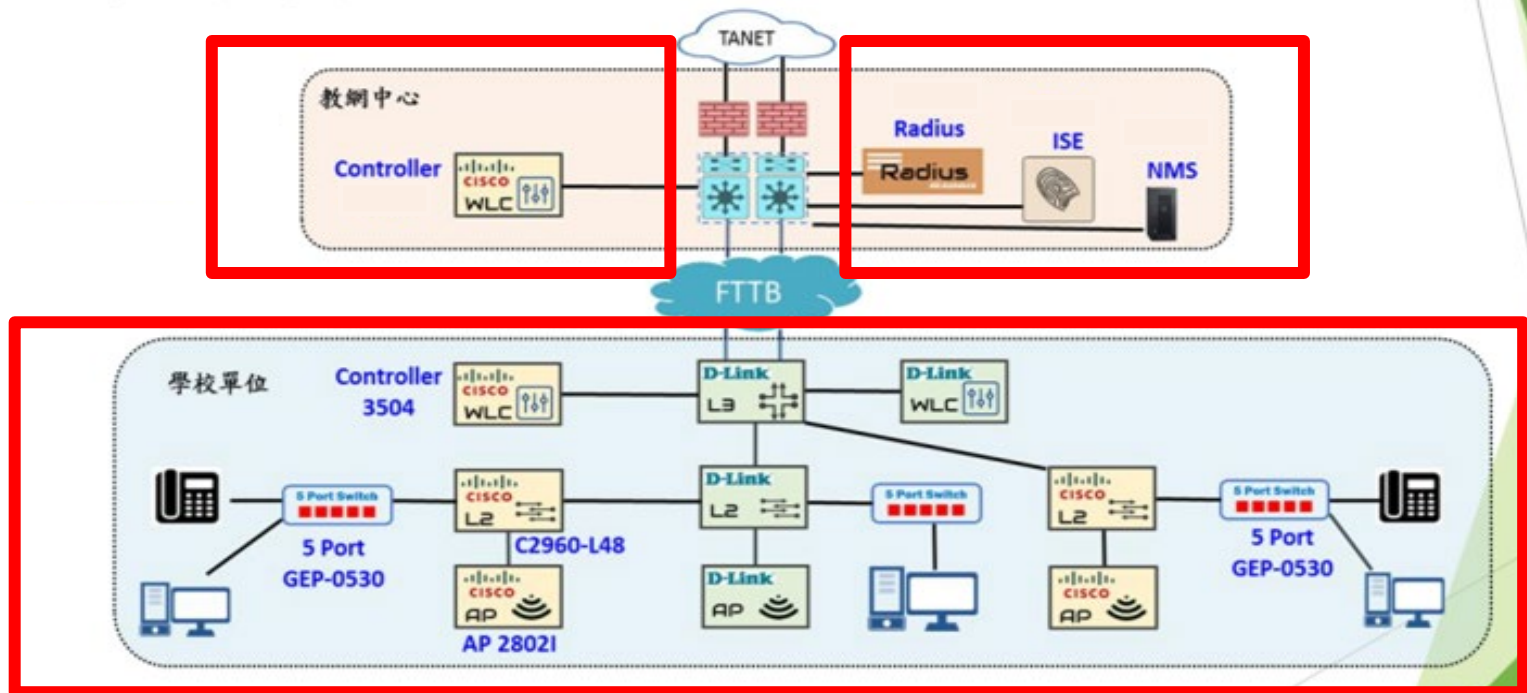 TANET
教網中心
Controller
CISCO
WLC
Radius
Radius
ISE
NMS
FTTB
學校單位
Controller
3504
CISCO
WLC
D-Link
L3
D-Link
WLC
5 Port Switch
CISCO
L2
D-Link
L2
5 Port Switch
CISCO
L2
5 Port Switch
5 Port
GEP-0530
C2960-L48
5 Port
GEP-0530
CISCO
AP
D-Link
AP
CISCO
AP
AP 2802I